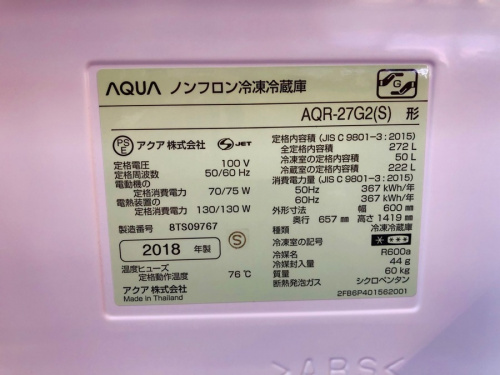 AQUA ノンフロン冷凍冷蔵庫
G
AQR-27G2(S) 形
PS
E アクア 株式会社 S JET
定格電圧 100 V
定格周波数 50/60 Hz
電動機の
定格消費電力 70/75 W
電熱装置の
定格消費電力 130/130 W
製造番号 8TS09767
2018 年製 S
温度ヒューズ
定格動作温度 76℃
アクア 株式会社
Made in Thailand
定格内容積 (JIS C 9801-3 : 2015)
全定格内容積 272 L
冷凍室の定格内容積 50 L
冷蔵室の定格内容積 222 L
消費電力量 (JIS C 9801-3 : 2015)
50Hz 367 kWh/年
60Hz 367 kWh/年
外形寸法 幅 600 mm
奥行 657 mm 高さ 1419 mm
種類 冷凍冷蔵庫
冷凍室の記号
冷媒名 R600a
冷媒封入量 44 g
質量 60 kg
断熱発泡ガス シクロペンタン
2FB6P401562001
>ABS<